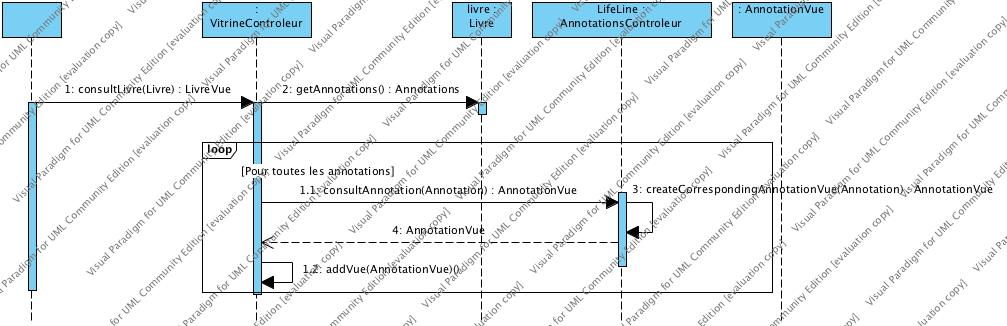 :
VitrineControleur
livre :
Livre
LifeLine :
AnnotationsControleur
: AnnotationVue
1: consultLivre(Livre) : LivreVue
2: getAnnotations() : Annotations
loop
[Pour toutes les annotations]
1.1: consultAnnotation(Annotation) : AnnotationVue
3: createCorrespondingAnnotationVue(Annotation) : AnnotationVue
4: AnnotationVue
1.2: addVue(AnnotationVue)()
Visual Paradigm for UML Community Edition [evaluation copy]